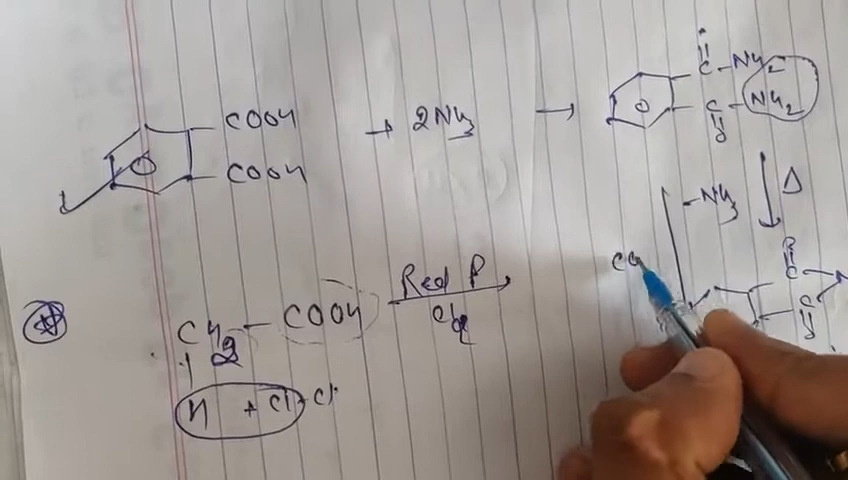 COOH
COOH
+ 2NH3 →
C - NH2
C - NH2
O
- NH3 Δ
C
C
O
CH2 - COOH
Red P
Cl2
H + Cl - Cl